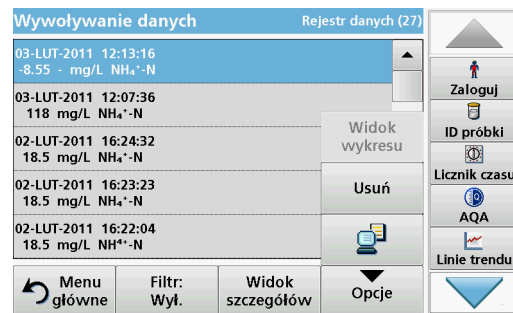 Wywoływanie danych
Rejestr danych (27)
03-LUT-2011 12:13:16
-8.55 - mg/L NH₄⁺-N
03-LUT-2011 12:07:36
118 mg/L NH₄⁺-N
02-LUT-2011 16:24:32
18.5 mg/L NH₄⁺-N
02-LUT-2011 16:23:23
18.5 mg/L NH₄⁺-N
02-LUT-2011 16:22:04
18.5 mg/L NH⁴⁺-N
Widok
wykresu
Usuń
Menu
główne
Filtr:
Wył.
Widok
szczegółów
Opcje
Zaloguj
ID próbki
Licznik czasu
AQA
Linie trendu